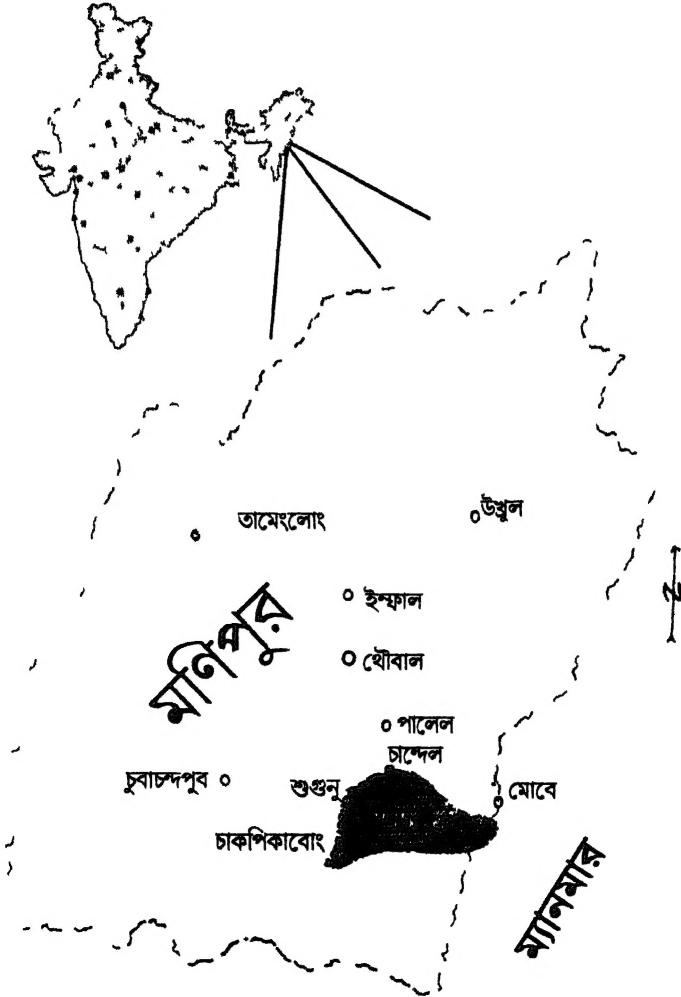 তামেংলোং
উখ্রুল
ইম্ফাল
মণিপুর
থৌবাল
পালেল
চান্দেল
চুবাচন্দপুব
শুগুনু
মোবে
চাকপিকাবোং
ম্যানমার
N